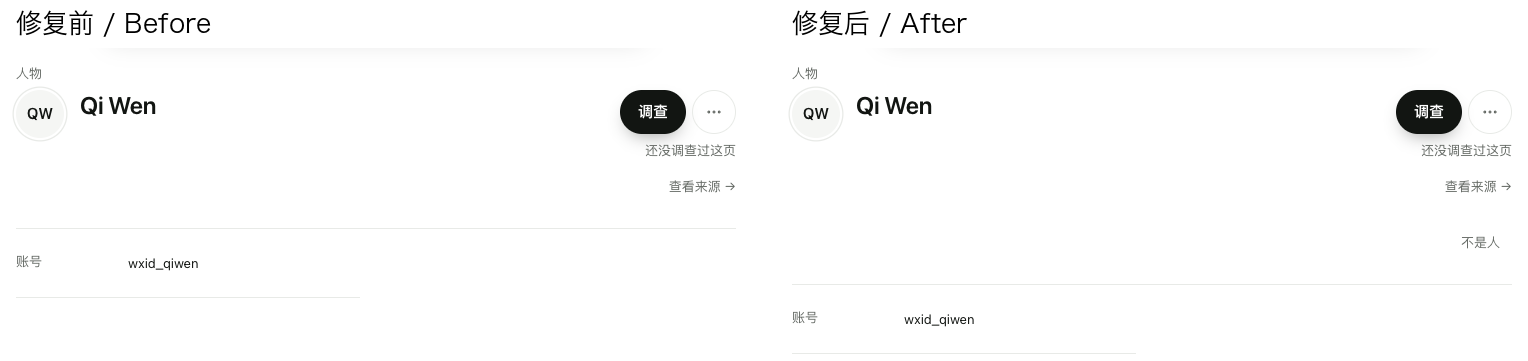 修复前 / Before
人物
QW
Qi Wen
调查
···
还没调查过这页
查看来源 →
账号
wxid_qiwen
修复后 / After
人物
QW
Qi Wen
调查
···
还没调查过这页
查看来源 →
不是人
账号
wxid_qiwen